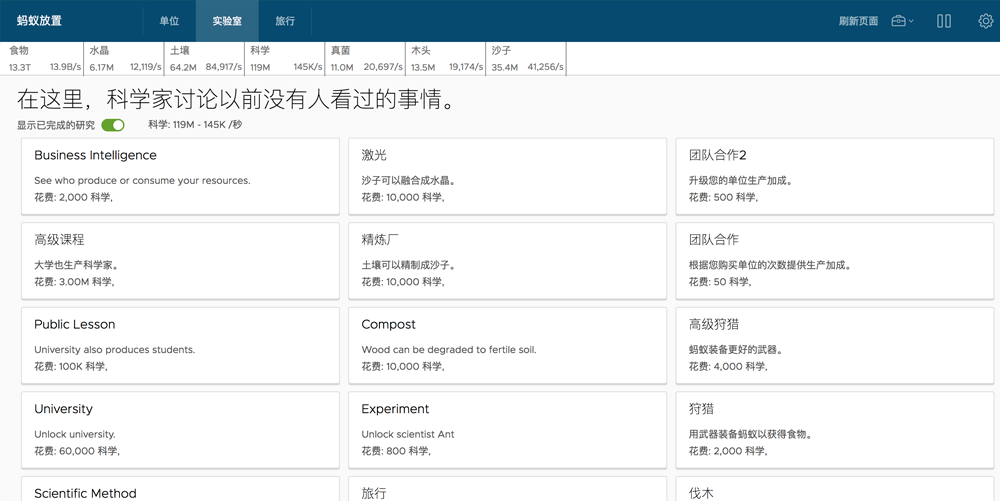 蚂蚁放置
单位
实验室
旅行
刷新页面
食物
13.3T 13.9B/s
水晶
6.17M 12,119/s
土壤
64.2M 84,917/s
科学
119M 145K/s
真菌
11.0M 20,697/s
木头
13.5M 19,174/s
沙子
35.4M 41,256/s
在这里，科学家讨论以前没有人看过的事情。
显示已完成的研究
科学: 119M - 145K /秒
Business Intelligence
See who produce or consume your resources.
花费: 2,000 科学,
激光
沙子可以融合成水晶。
花费: 10,000 科学,
团队合作2
升级您的单位生产加成。
花费: 500 科学,
高级课程
大学也生产科学家。
花费: 3.00M 科学,
精炼厂
土壤可以精制成沙子。
花费: 10,000 科学,
团队合作
根据您购买单位的次数提供生产加成。
花费: 50 科学,
Public Lesson
University also produces students.
花费: 100K 科学,
Compost
Wood can be degraded to fertile soil.
花费: 10,000 科学,
高级狩猎
蚂蚁装备更好的武器。
花费: 4,000 科学,
University
Unlock university.
花费: 60,000 科学,
Experiment
Unlock scientist Ant
花费: 800 科学,
狩猎
用武器装备蚂蚁以获得食物。
花费: 2,000 科学,
Scientific Method
旅行
伐木